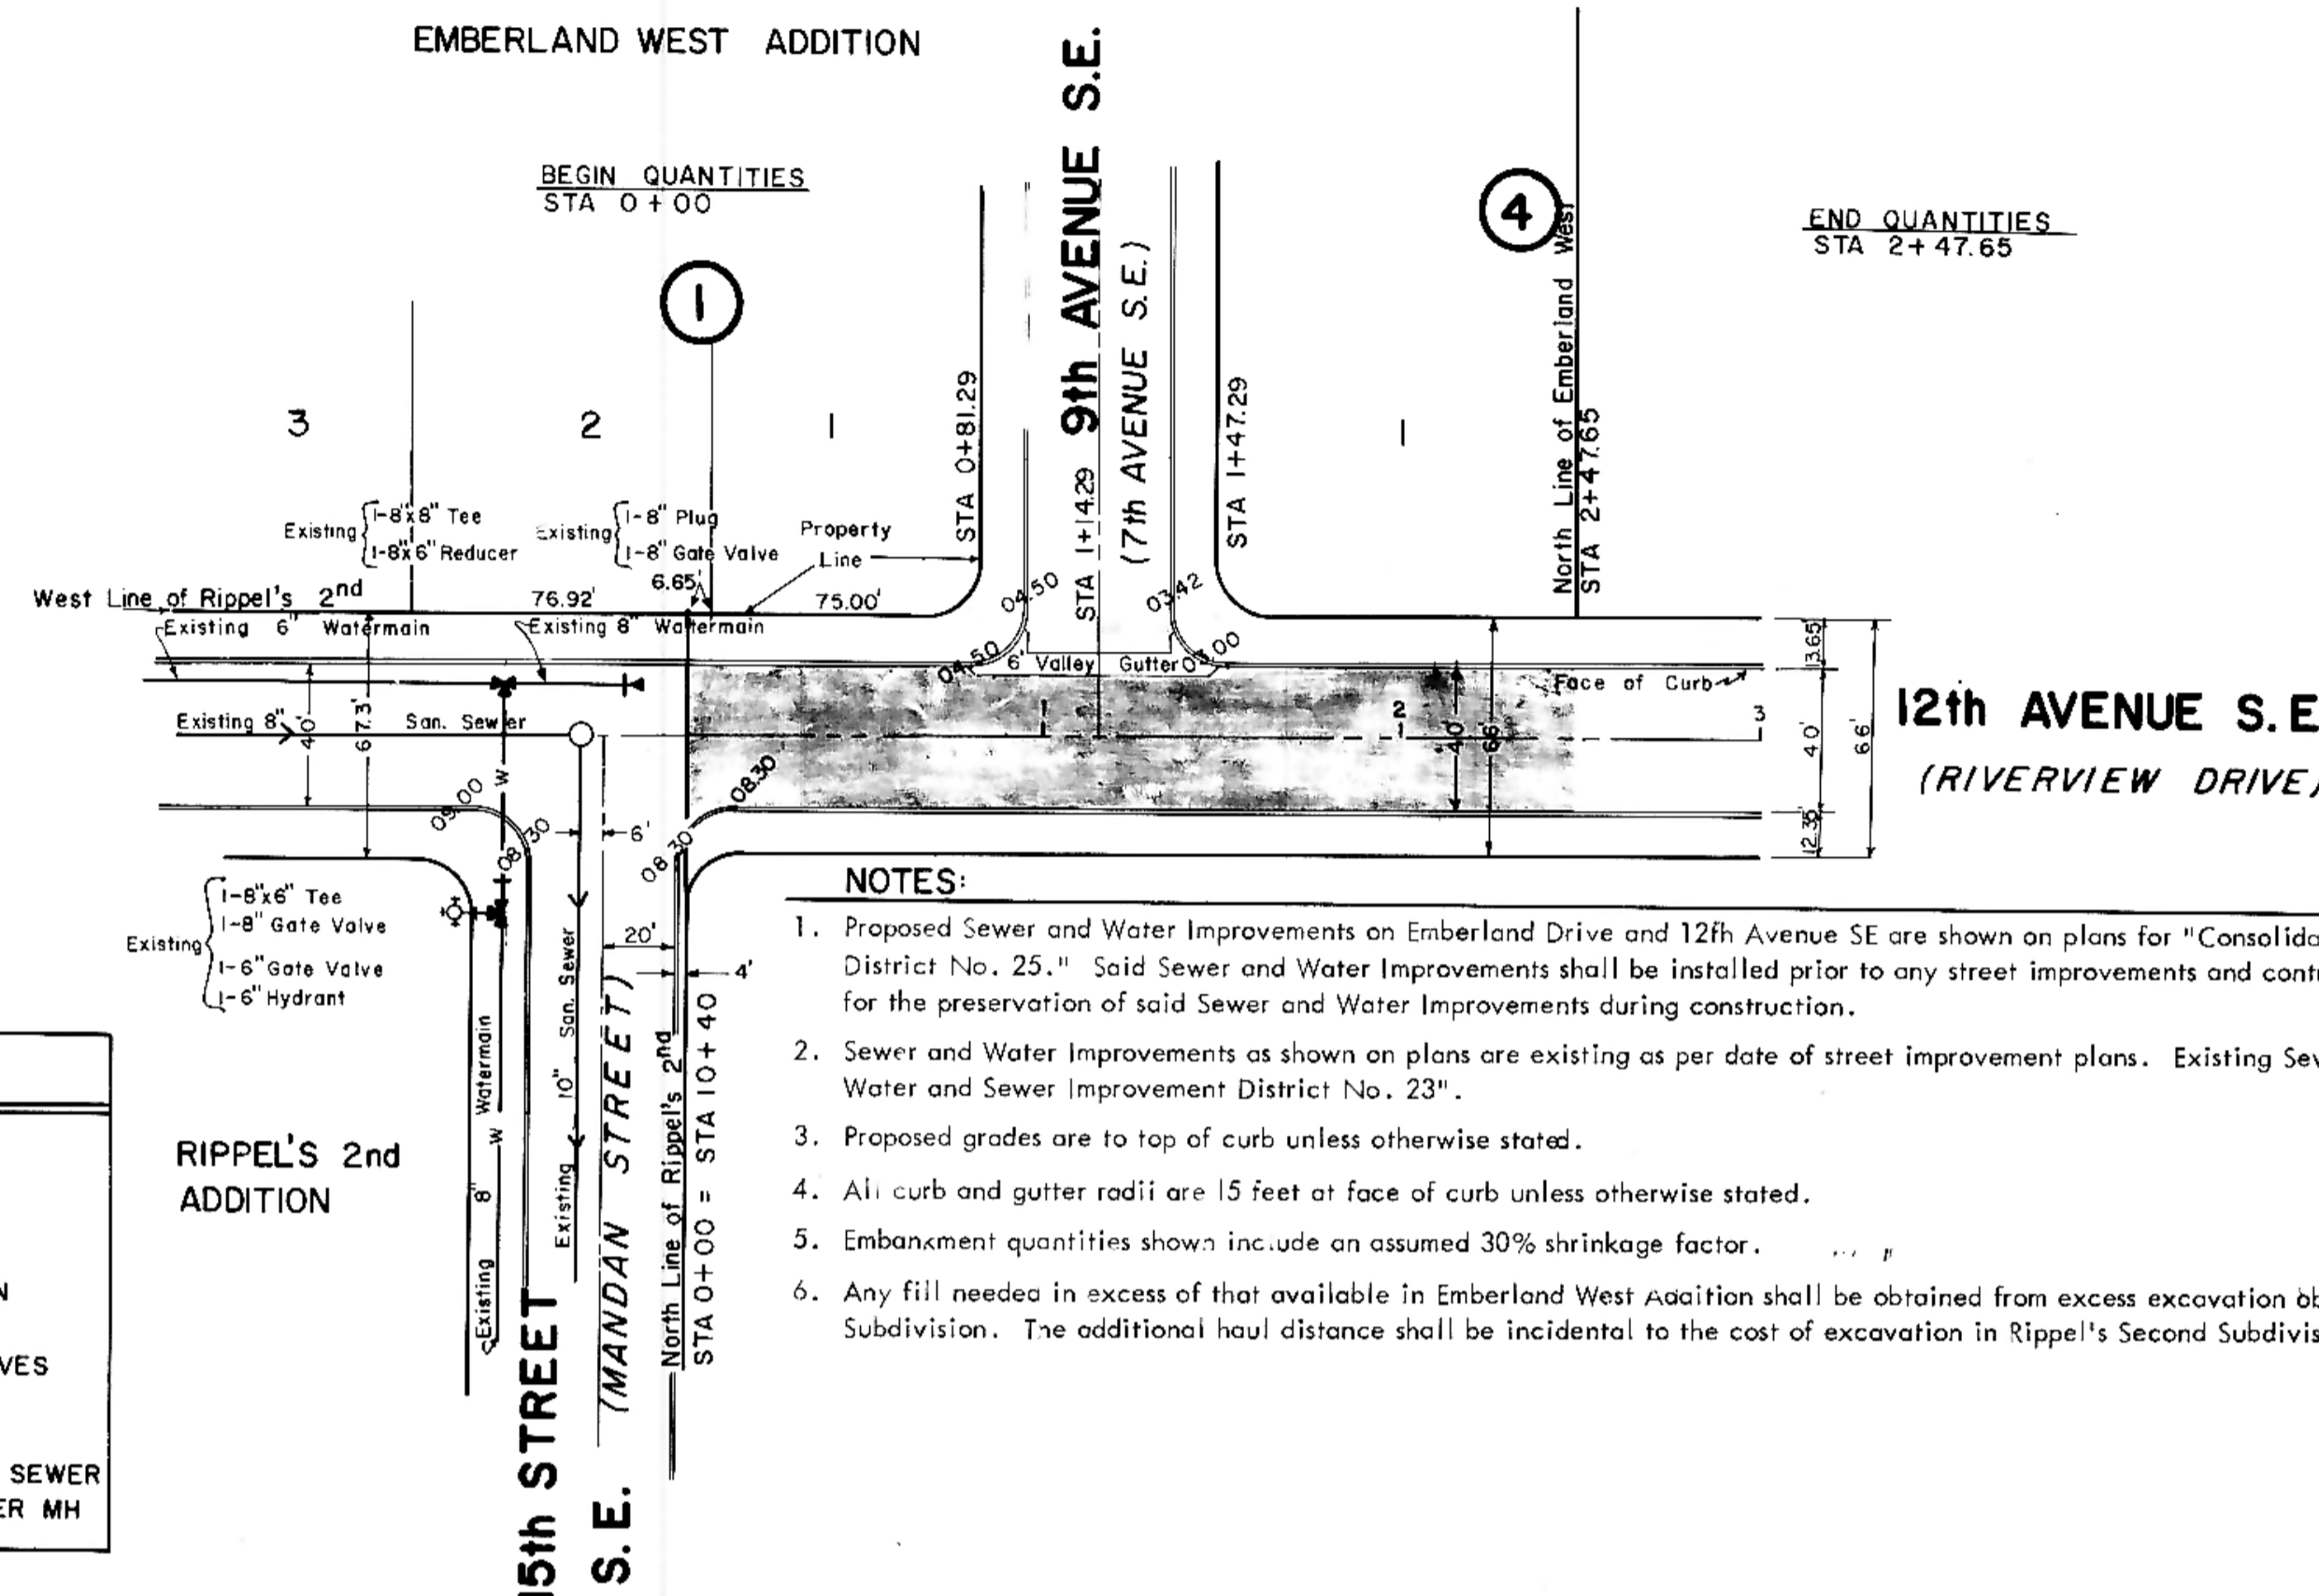 EMBERLAND WEST ADDITION
BEGIN QUANTITIES
STA 0+00
END QUANTITIES
STA 2+47.65
1
4
9th AVENUE S.E.
(7th AVENUE S.E.)
STA 0+81.29
STA 1+14.29
STA 1+47.29
North Line of Emberland West
STA 2+47.65
3
2
1
1
Existing
1-8"x8" Tee
1-8"x6" Reducer
Existing
1-8" Plug
1-8" Gate Valve
Property
Line
West Line of Rippel's 2nd
76.92'
6.65'
75.00'
04.50
03.42
Existing 6" Watermain
Existing 8" Watermain
04.50
6' Valley Gutter
03.00
Face of Curb
13.65'
Existing 8"
San. Sewer
40'
67.3'
W
1
2
3
40'
66'
40'
66'
12.35'
12th AVENUE S.E
(RIVERVIEW DRIVE)
09.00
08.30
08.30
08.30
6'
20'
4'
Existing
1-8"x6" Tee
1-8" Gate Valve
1-6" Gate Valve
1-6" Hydrant
Existing 8" W Watermain
Existing 10" San. Sewer
(MANDAN STREET)
North Line of Rippel's 2nd
STA 0+00 = STA 10+40
15th STREET
S.E.
RIPPEL'S 2nd
ADDITION
N
VES
SEWER
ER MH
NOTES:
1. Proposed Sewer and Water Improvements on Emberland Drive and 12fh Avenue SE are shown on plans for "Consolida
District No. 25." Said Sewer and Water Improvements shall be installed prior to any street improvements and cont
for the preservation of said Sewer and Water Improvements during construction.
2. Sewer and Water Improvements as shown on plans are existing as per date of street improvement plans. Existing Sew
Water and Sewer Improvement District No. 23".
3. Proposed grades are to top of curb unless otherwise stated.
4. All curb and gutter radii are 15 feet at face of curb unless otherwise stated.
5. Embankment quantities shown include an assumed 30% shrinkage factor.
6. Any fill needed in excess of that available in Emberland West Addition shall be obtained from excess excavation ob
Subdivision. The additional haul distance shall be incidental to the cost of excavation in Rippel's Second Subdivis